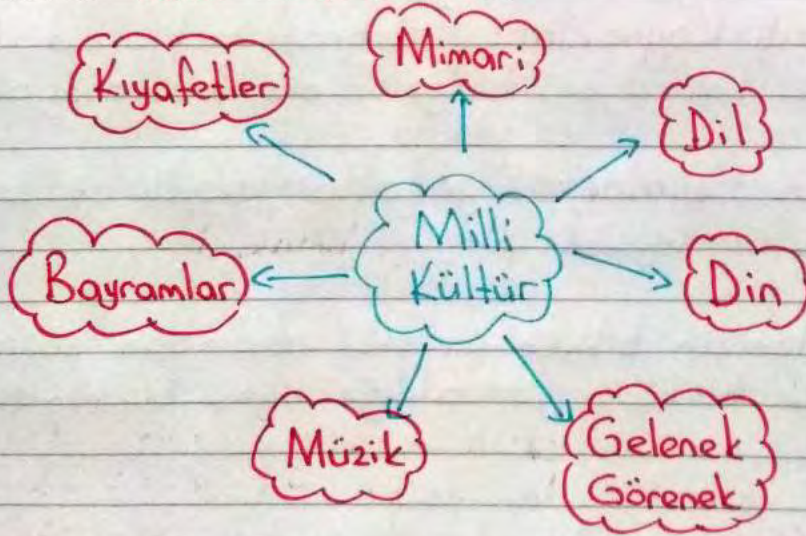 Mimari
Kıyafetler
Dil
Milli
Kültür
Bayramlar
Din
Müzik
Gelenek
Görenek